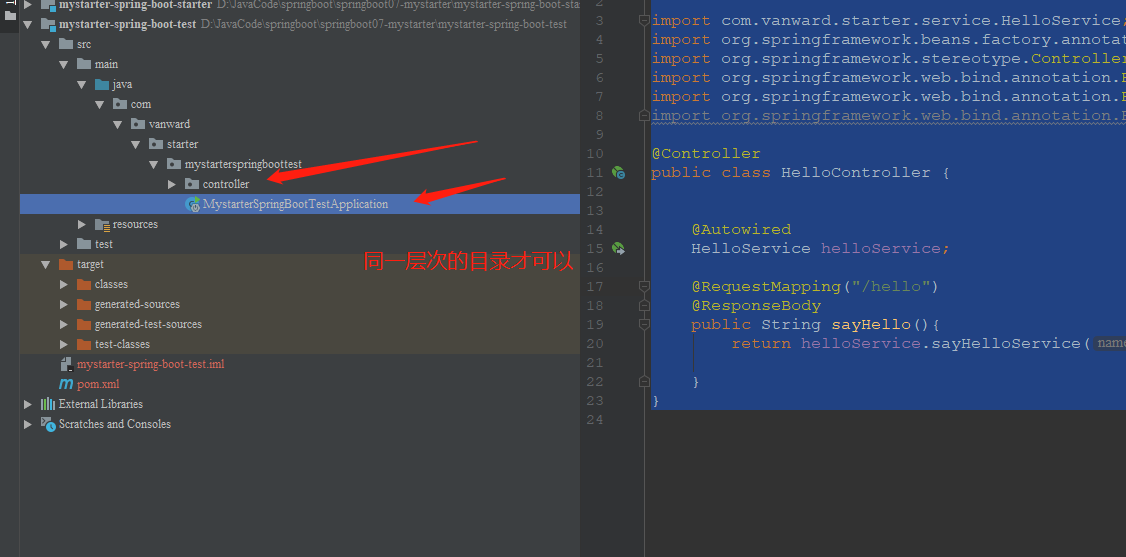 mystarter-spring-boot-starter D:\JavaCode\springboot\springboot07-mystarter\mystarter-spring-boot-sta
mystarter-spring-boot-test D:\JavaCode\springboot\springboot07-mystarter\mystarter-spring-boot-test
src
main
java
com
vanward
starter
mystarterspringboottest
controller
MystarterSpringBootTestApplication
resources
test
target
classes
generated-sources
generated-test-sources
test-classes
mystarter-spring-boot-test.iml
pom.xml
External Libraries
Scratches and Consoles
同一层次的目录才可以
2
3 import com.vanward.starter.service.HelloService;
4 import org.springframework.beans.factory.annotat
5 import org.springframework.stereotype.Controller
6 import org.springframework.web.bind.annotation.
7 import org.springframework.web.bind.annotation.
8 import org.springframework.web.bind.annotation.
9
10 @Controller
11 public class HelloController {
12
13
14 @Autowired
15 HelloService helloService;
16
17 @RequestMapping("/hello")
18 @ResponseBody
19 public String sayHello(){
20 return helloService.sayHelloService( name
21
22 }
23 }
24